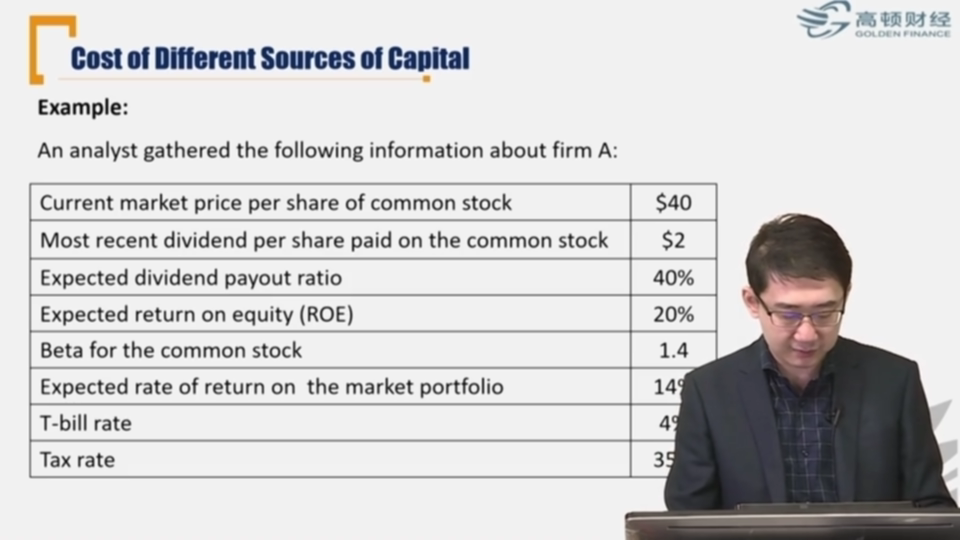 高顿财经
GOLDEN FINANCE
Cost of Different Sources of Capital
Example:
An analyst gathered the following information about firm A:
Current market price per share of common stock $40
Most recent dividend per share paid on the common stock $2
Expected dividend payout ratio 40%
Expected return on equity (ROE) 20%
Beta for the common stock 1.4
Expected rate of return on the market portfolio 14%
T-bill rate 4%
Tax rate 35